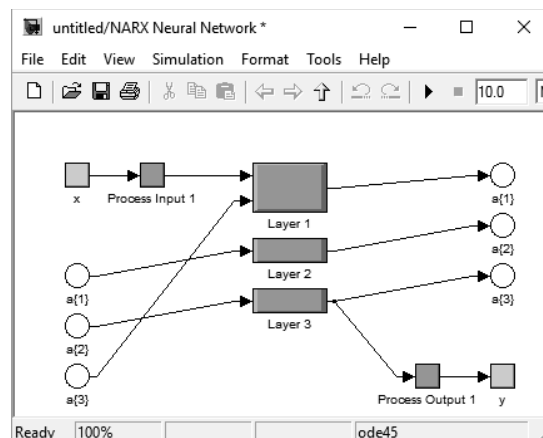 untitled/NARX Neural Network *
File Edit View Simulation Format Tools Help
10.0
x
Process Input 1
Layer 1
a{1}
Layer 2
a{2}
a{1}
Layer 3
a{3}
a{2}
a{3}
Process Output 1
y
Ready 100% ode45